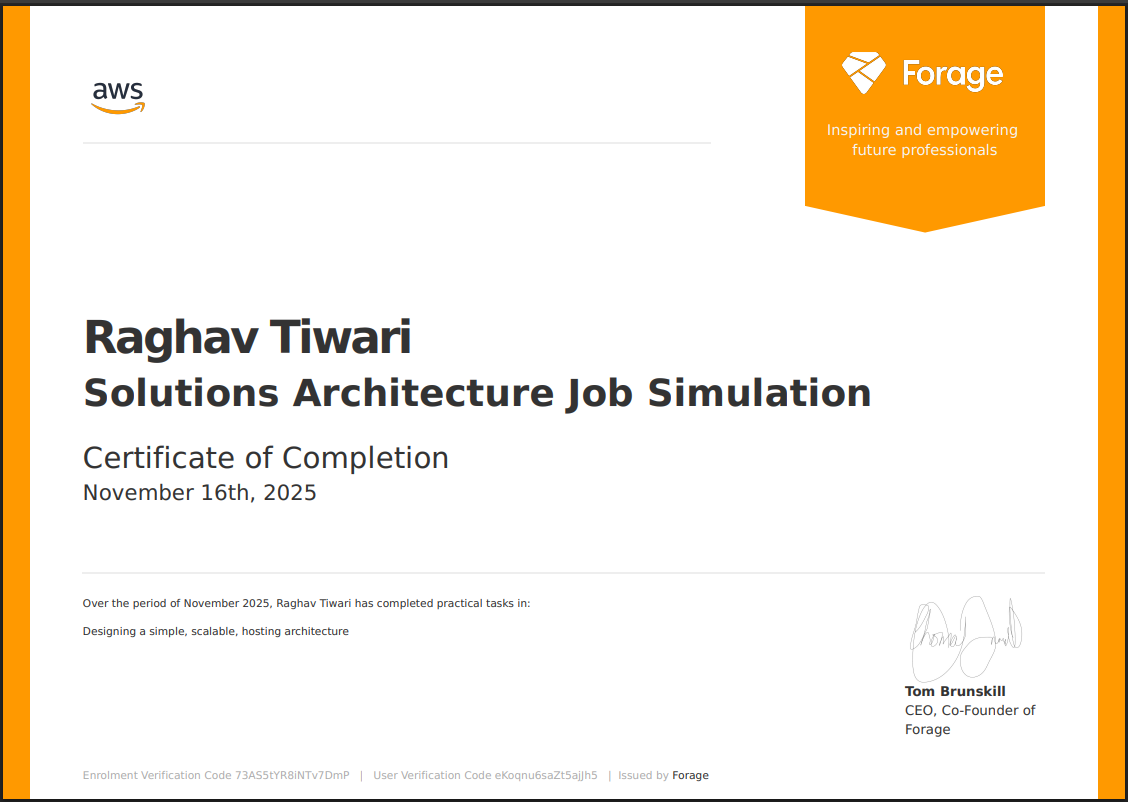 aws
Forage
Inspiring and empowering
future professionals
Raghav Tiwari
Solutions Architecture Job Simulation
Certificate of Completion
November 16th, 2025
Over the period of November 2025, Raghav Tiwari has completed practical tasks in:
Designing a simple, scalable, hosting architecture
Tom Brunskill
CEO, Co-Founder of
Forage
Enrolment Verification Code 73AS5tYR8iNTv7DmP | User Verification Code eKoqnu6saZt5ajJh5 | Issued by Forage